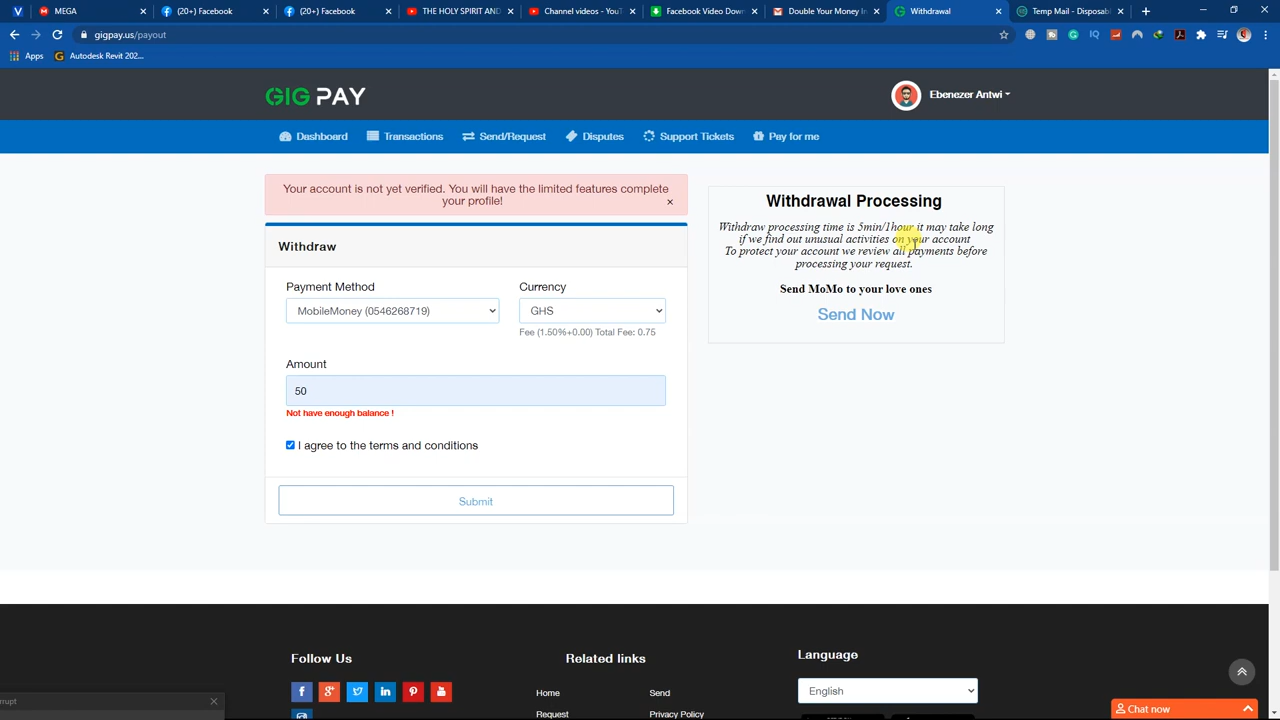 MEGA
(20+) Facebook
(20+) Facebook
THE HOLY SPIRIT AND
Channel videos - YouT
Facebook Video Down
Double Your Money In
Withdrawal
Temp Mail - Disposabl
gigpay.us/payout
Apps
Autodesk Revit 202...
GIG PAY
Ebenezer Antwi
Dashboard
Transactions
Send/Request
Disputes
Support Tickets
Pay for me
Your account is not yet verified. You will have the limited features complete
your profile!
×
Withdraw
Payment Method
Currency
MobileMoney (0546268719)
GHS
Fee (1.50%+0.00) Total Fee: 0.75
Amount
50
Not have enough balance !
I agree to the terms and conditions
Submit
Withdrawal Processing
Withdraw processing time is 5min/1hour it may take long
if we find out unusual activities on your account
To protect your account we review all payments before
processing your request.
Send MoMo to your love ones
Send Now
Follow Us
Related links
Language
Home
Send
English
Request
Privacy Policy
Chat now
rrupt